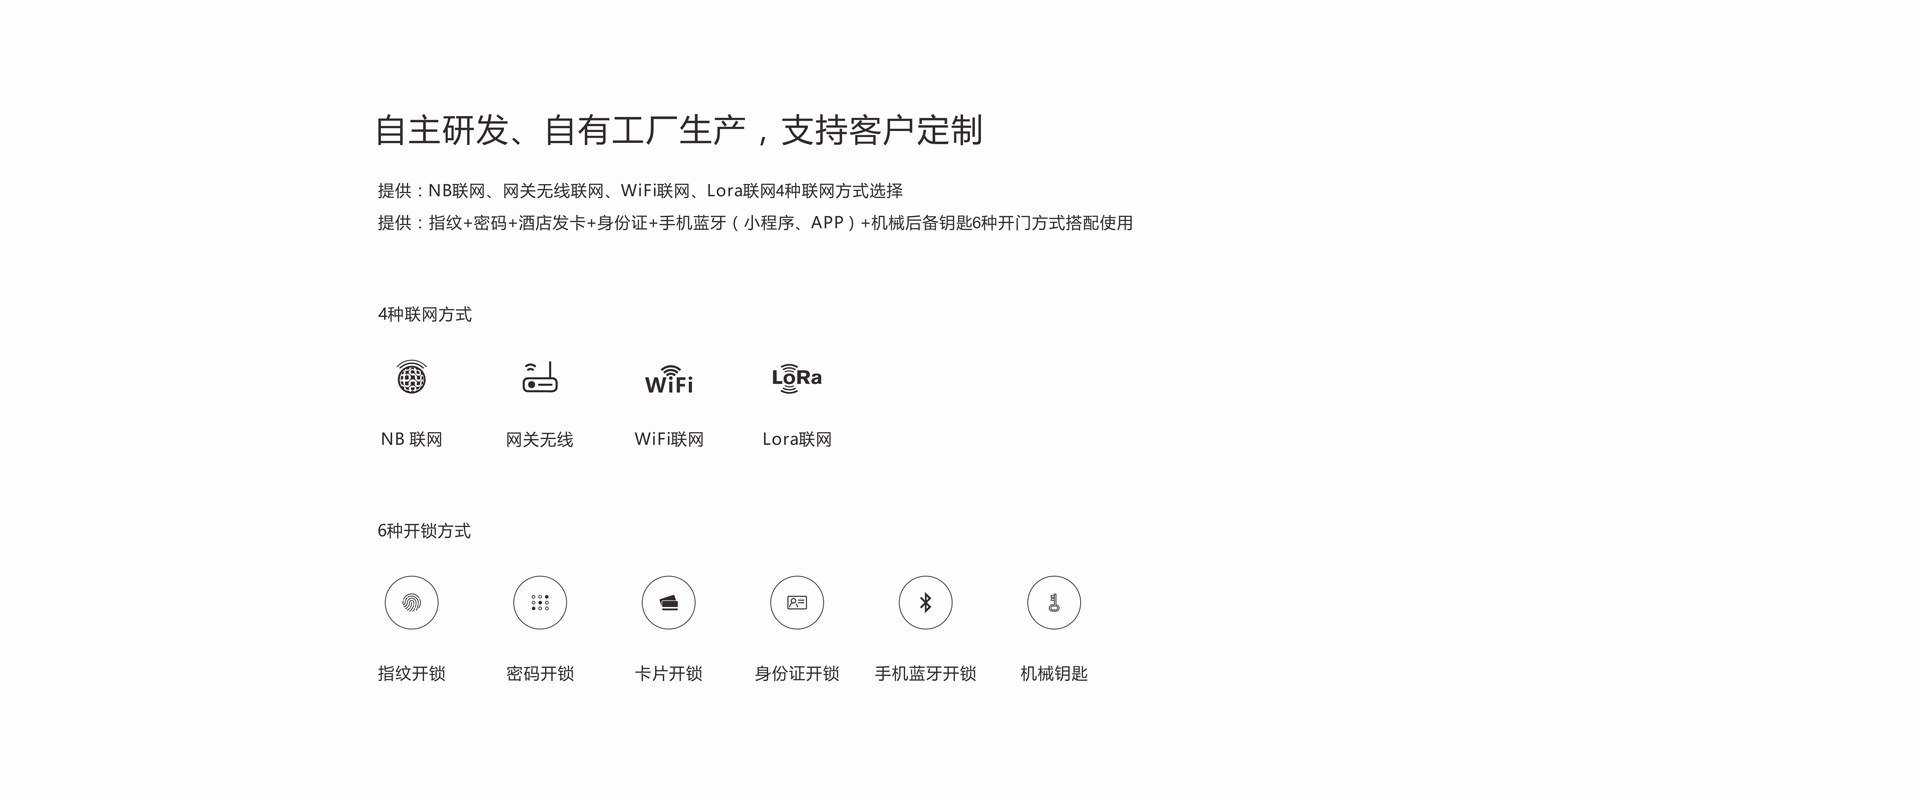 自主研发、自有工厂生产，支持客户定制
提供：NB联网、网关无线联网、WiFi联网、Lora联网4种联网方式选择
提供：指纹+密码+酒店发卡+身份证+手机蓝牙（小程序、APP）+机械后备钥匙6种开门方式搭配使用
4种联网方式
WiFi LoRa
NB 联网 网关无线 WiFi联网 Lora联网
6种开锁方式
指纹开锁 密码开锁 卡片开锁 身份证开锁 手机蓝牙开锁 机械钥匙